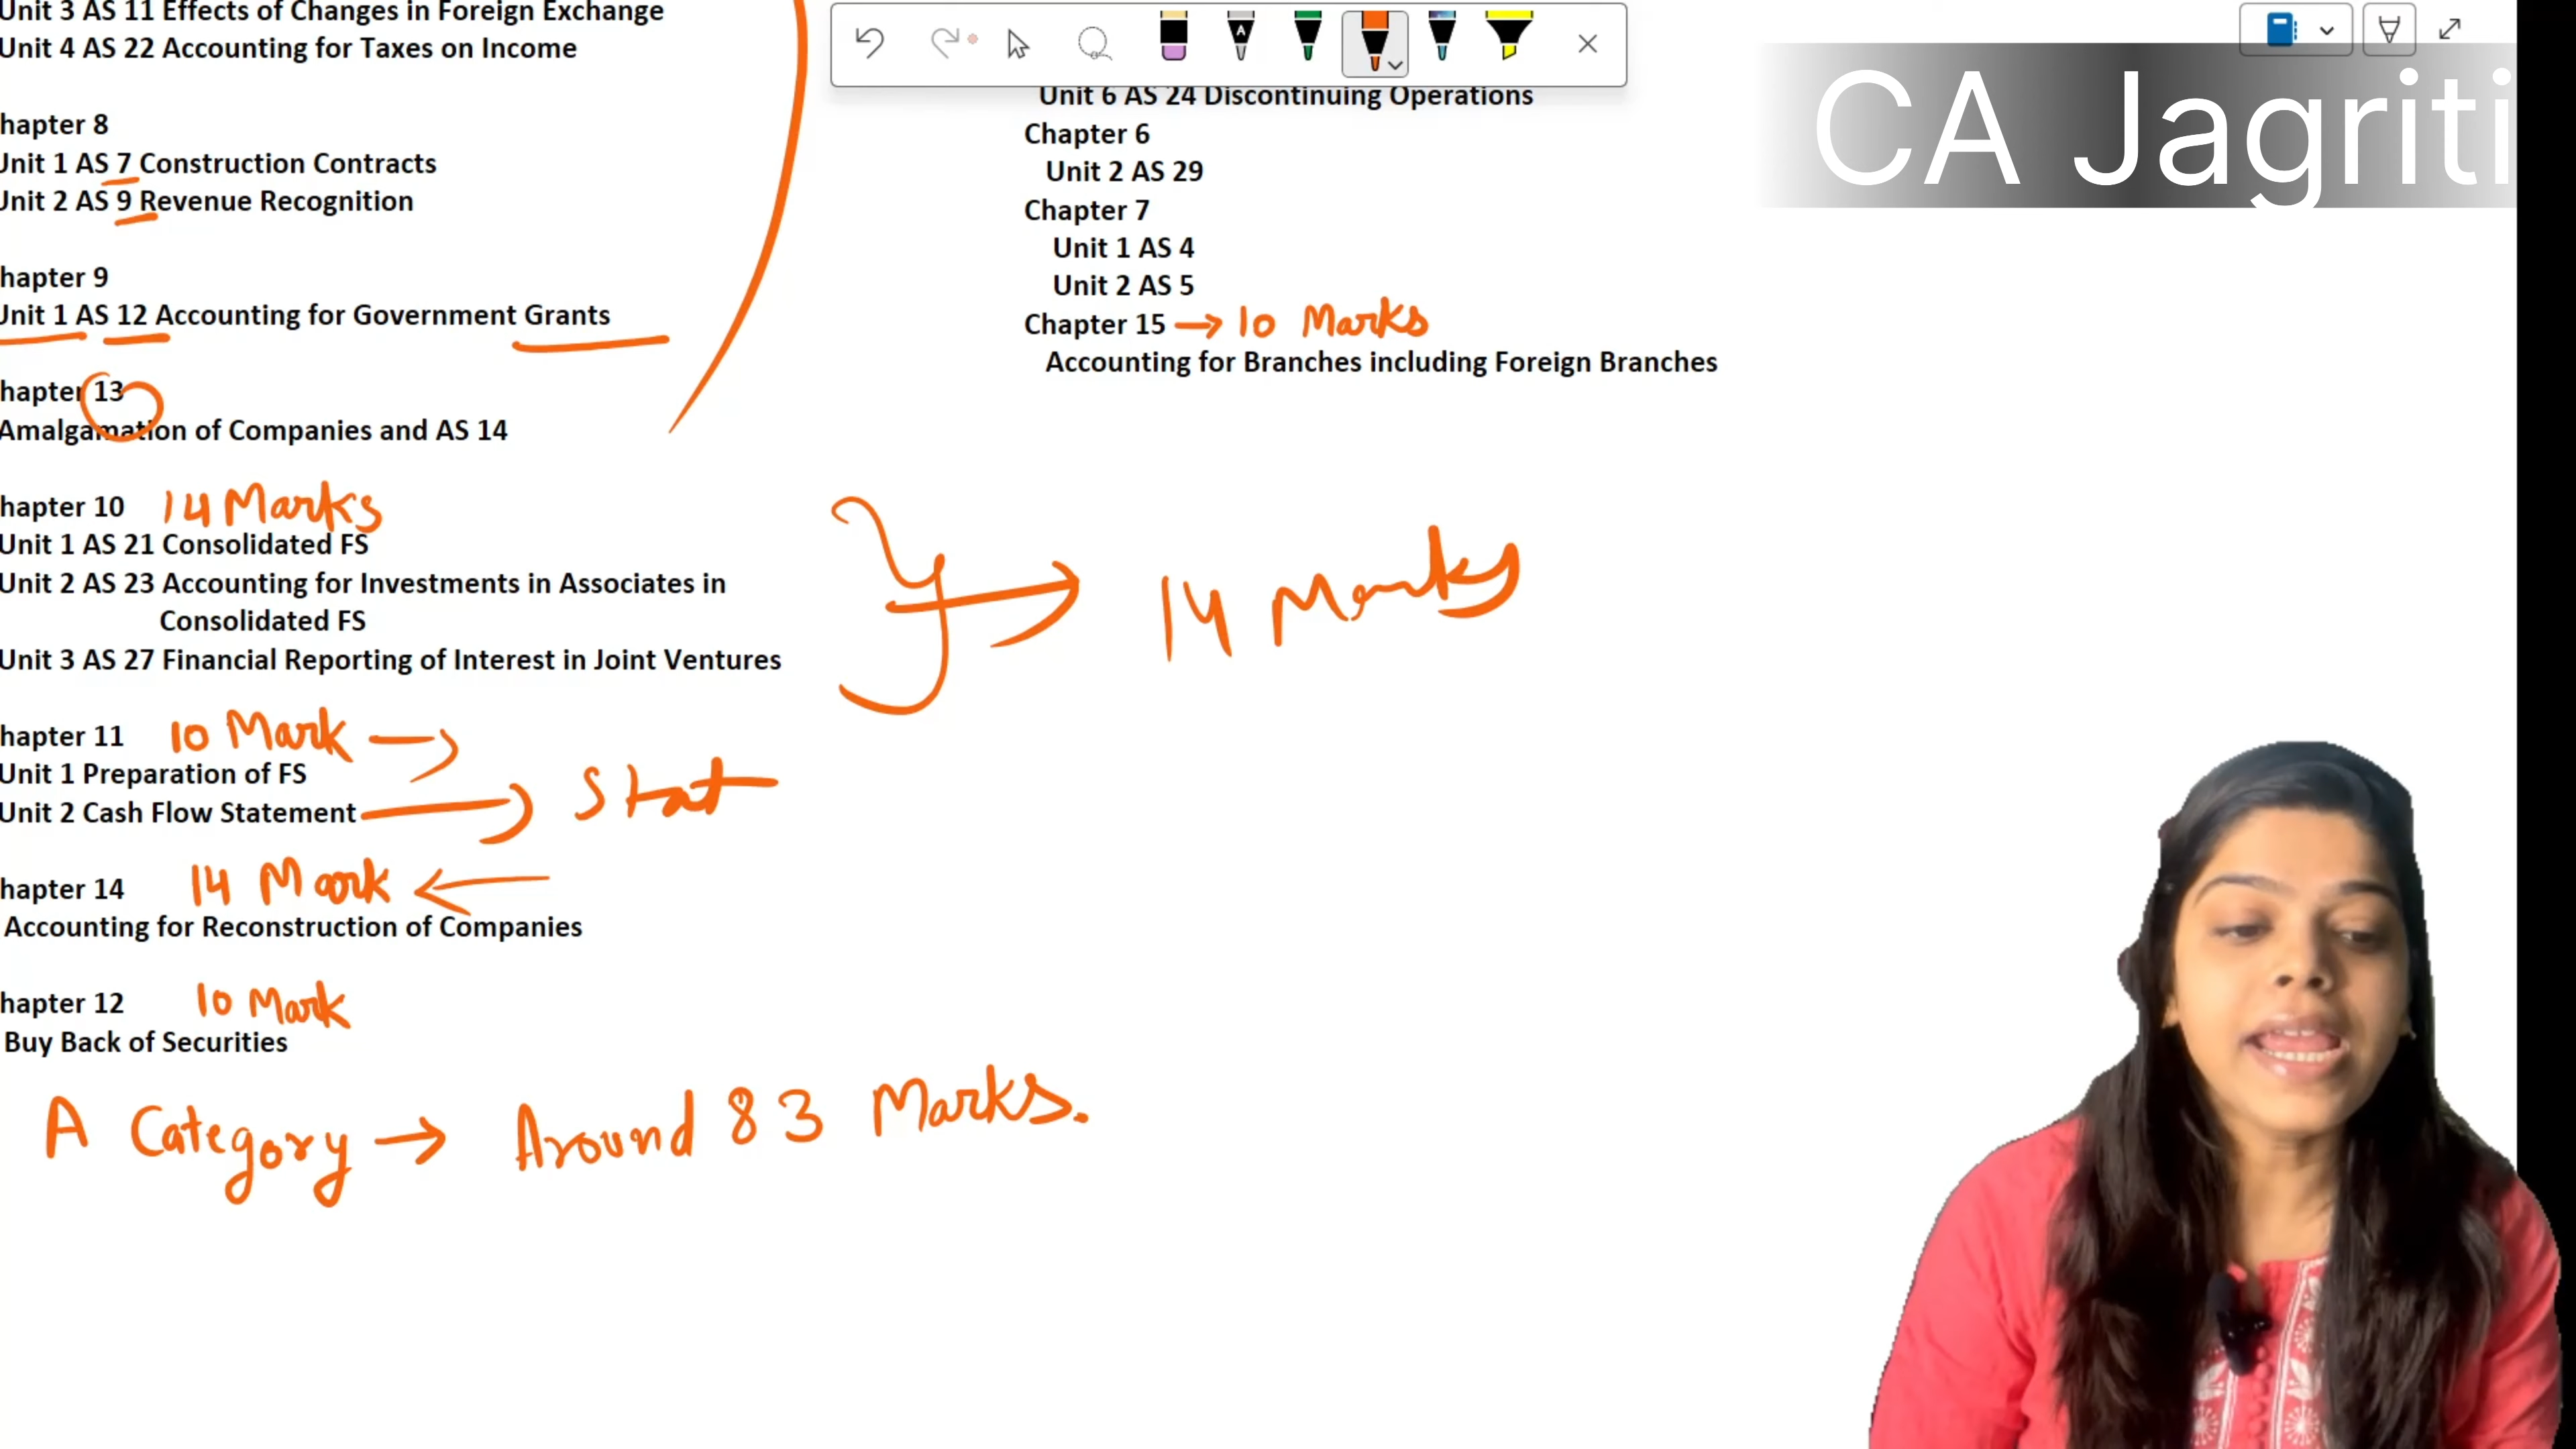 Unit 3 AS 11 Effects of Changes in Foreign Exchange
Unit 4 AS 22 Accounting for Taxes on Income
hapter 8
Unit 1 AS 7 Construction Contracts
Unit 2 AS 9 Revenue Recognition
hapter 9
Unit 1 AS 12 Accounting for Government Grants
hapter 13
Amalgamation of Companies and AS 14
hapter 10 14 Marks
Unit 1 AS 21 Consolidated FS
Unit 2 AS 23 Accounting for Investments in Associates in
Consolidated FS
Unit 3 AS 27 Financial Reporting of Interest in Joint Ventures
14 Marks
hapter 11 10 Mark
Unit 1 Preparation of FS
Unit 2 Cash Flow Statement
Stat
hapter 14 14 Mark
Accounting for Reconstruction of Companies
hapter 12 10 Mark
Buy Back of Securities
A Category → Around 83 Marks.
Unit 6 AS 24 Discontinuing Operations
Chapter 6
Unit 2 AS 29
Chapter 7
Unit 1 AS 4
Unit 2 AS 5
Chapter 15 → 10 Marks
Accounting for Branches including Foreign Branches
CA Jagriti